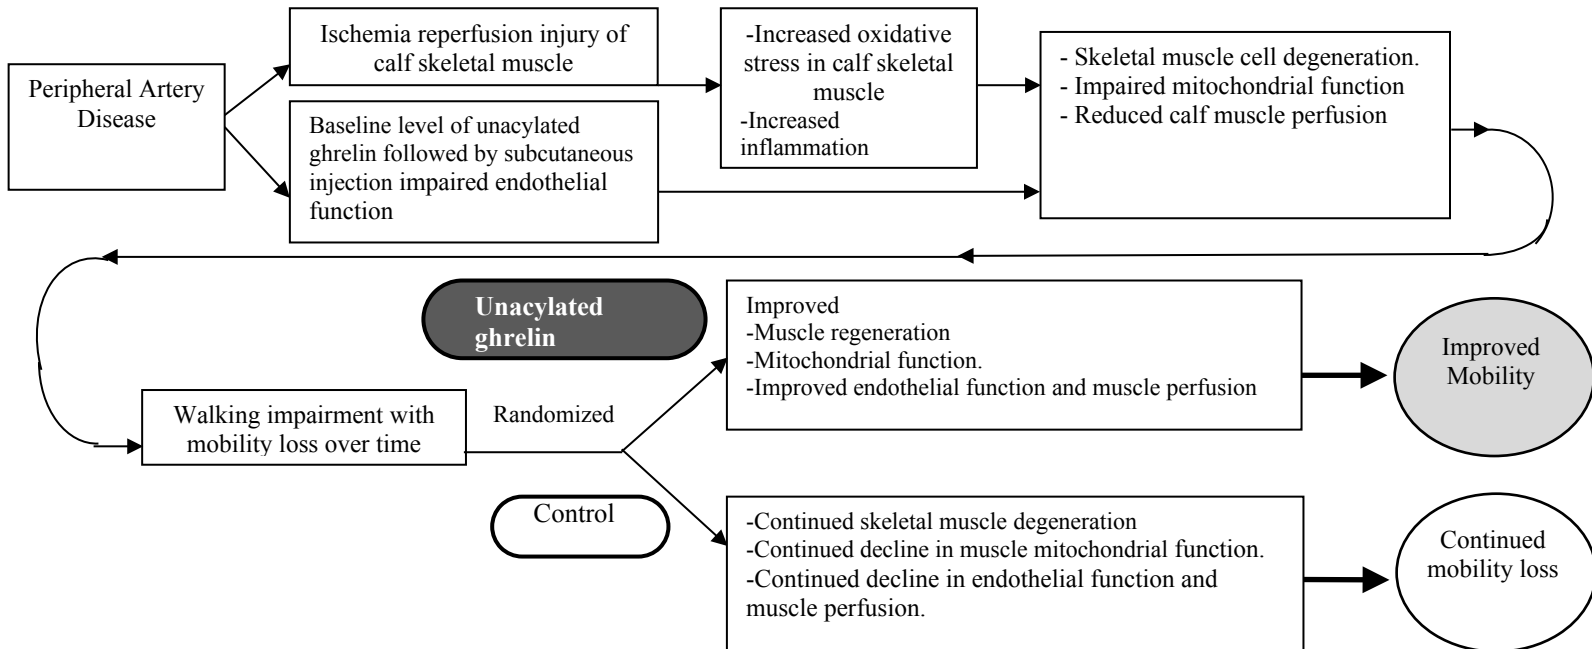 Peripheral Artery
Disease
Ischemia reperfusion injury of
calf skeletal muscle
Baseline level of unacylated
ghrelin followed by subcutaneous
injection impaired endothelial
function
-Increased oxidative
stress in calf skeletal
muscle
-Increased
inflammation
- Skeletal muscle cell degeneration.
- Impaired mitochondrial function
- Reduced calf muscle perfusion
Walking impairment with
mobility loss over time
Randomized
Unacylated
ghrelin
Improved
-Muscle regeneration
-Mitochondrial function.
-Improved endothelial function and muscle perfusion
Improved
Mobility
Control
-Continued skeletal muscle degeneration
-Continued decline in muscle mitochondrial function.
-Continued decline in endothelial function and
muscle perfusion.
Continued
mobility loss